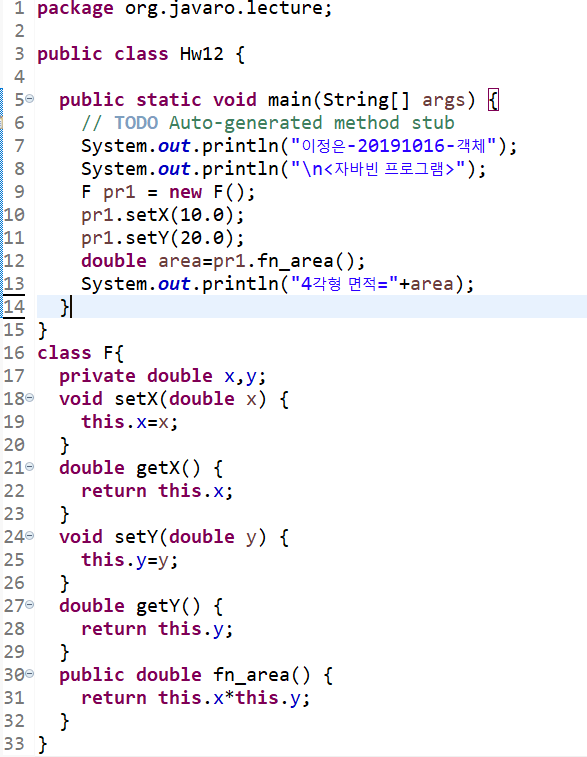 1 package org.javaro.lecture;
2
3 public class Hw12 {
4
5 public static void main(String[] args) {
6 // TODO Auto-generated method stub
7 System.out.println("이정은-20191016-객체");
8 System.out.println("\n<자바빈 프로그램>");
9 F pr1 = new F();
10 pr1.setX(10.0);
11 pr1.setY(20.0);
12 double area=pr1.fn_area();
13 System.out.println("4각형 면적="+area);
14 }
15 }
16 class F{
17 private double x,y;
18 void setX(double x) {
19 this.x=x;
20 }
21 double getX() {
22 return this.x;
23 }
24 void setY(double y) {
25 this.y=y;
26 }
27 double getY() {
28 return this.y;
29 }
30 public double fn_area() {
31 return this.x*this.y;
32 }
33 }